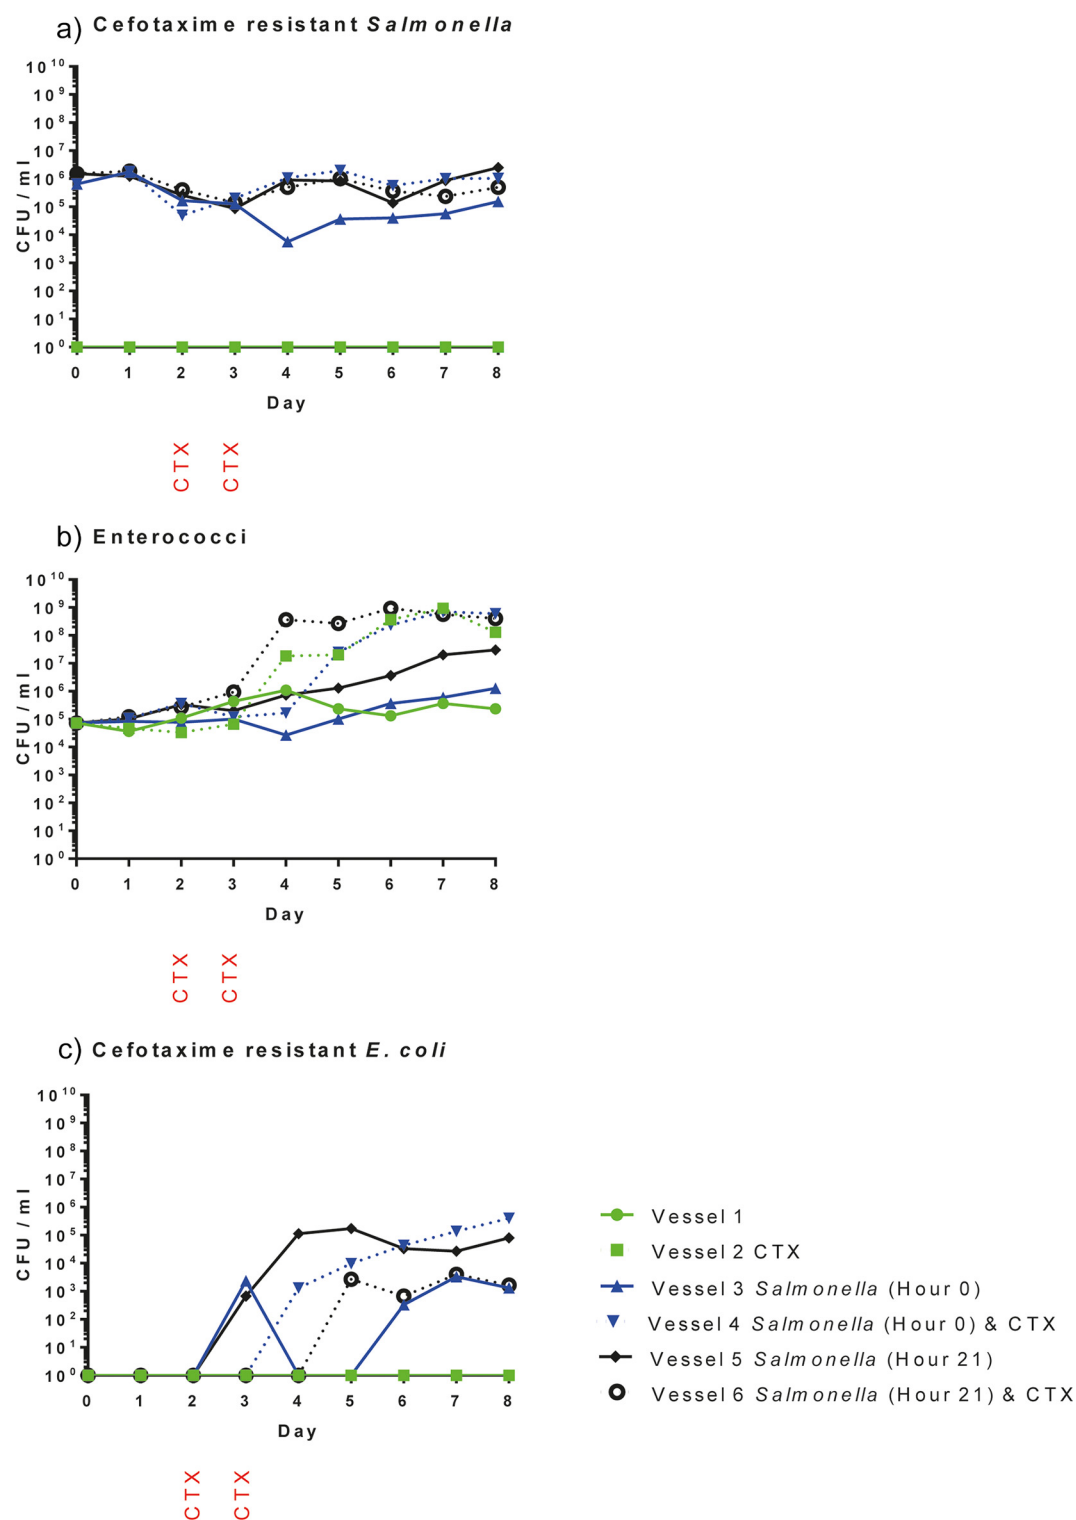 a) Cefotaxime resistant Salmonella
10^10
10^9
10^8
10^7
10^6
10^5
10^4
10^3
10^2
10^1
10^0
CFU / ml
0 1 2 3 4 5 6 7 8
Day
CTX CTX
b) Enterococci
10^10
10^9
10^8
10^7
10^6
10^5
10^4
10^3
10^2
10^1
10^0
CFU / ml
0 1 2 3 4 5 6 7 8
Day
CTX CTX
c) Cefotaxime resistant E. coli
10^10
10^9
10^8
10^7
10^6
10^5
10^4
10^3
10^2
10^1
10^0
CFU / ml
0 1 2 3 4 5 6 7 8
Day
CTX CTX
Vessel 1
Vessel 2 CTX
Vessel 3 Salmonella (Hour 0)
Vessel 4 Salmonella (Hour 0) & CTX
Vessel 5 Salmonella (Hour 21)
Vessel 6 Salmonella (Hour 21) & CTX